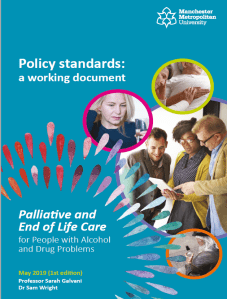 Manchester
Metropolitan
University
Policy standards:
a working document
Palliative and
End of Life Care
for People with Alcohol
and Drug Problems
May 2019 (1st edition)
Professor Sarah Galvani
Dr Sam Wright